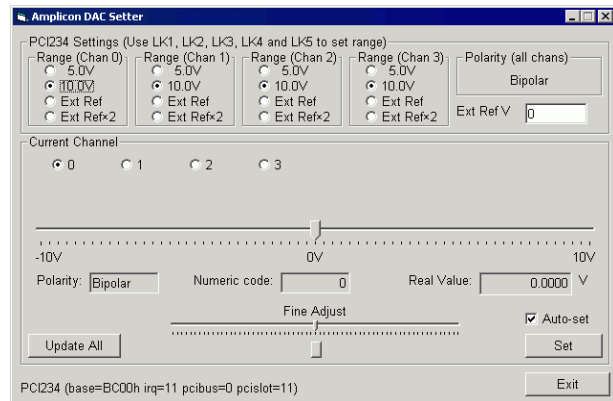 Amplicon DAC Setter
PCI234 Settings (Use LK1, LK2, LK3, LK4 and LK5 to set range)
Range (Chan 0) Range (Chan 1) Range (Chan 2) Range (Chan 3) Polarity (all chans)
5.0V 5.0V 5.0V 5.0V
Bipolar
10.0V 10.0V 10.0V 10.0V
Ext Ref Ext Ref Ext Ref Ext Ref
Ext Ref V 0
Ext Ref×2 Ext Ref×2 Ext Ref×2 Ext Ref×2
Current Channel
0 1 2 3
-10V 0V 10V
Polarity: Bipolar Numeric code: 0 Real Value: 0.0000 V
Fine Adjust
Auto-set
Update All Set
PCI234 (base=BC00h irq=11 pcibus=0 pcislot=11) Exit